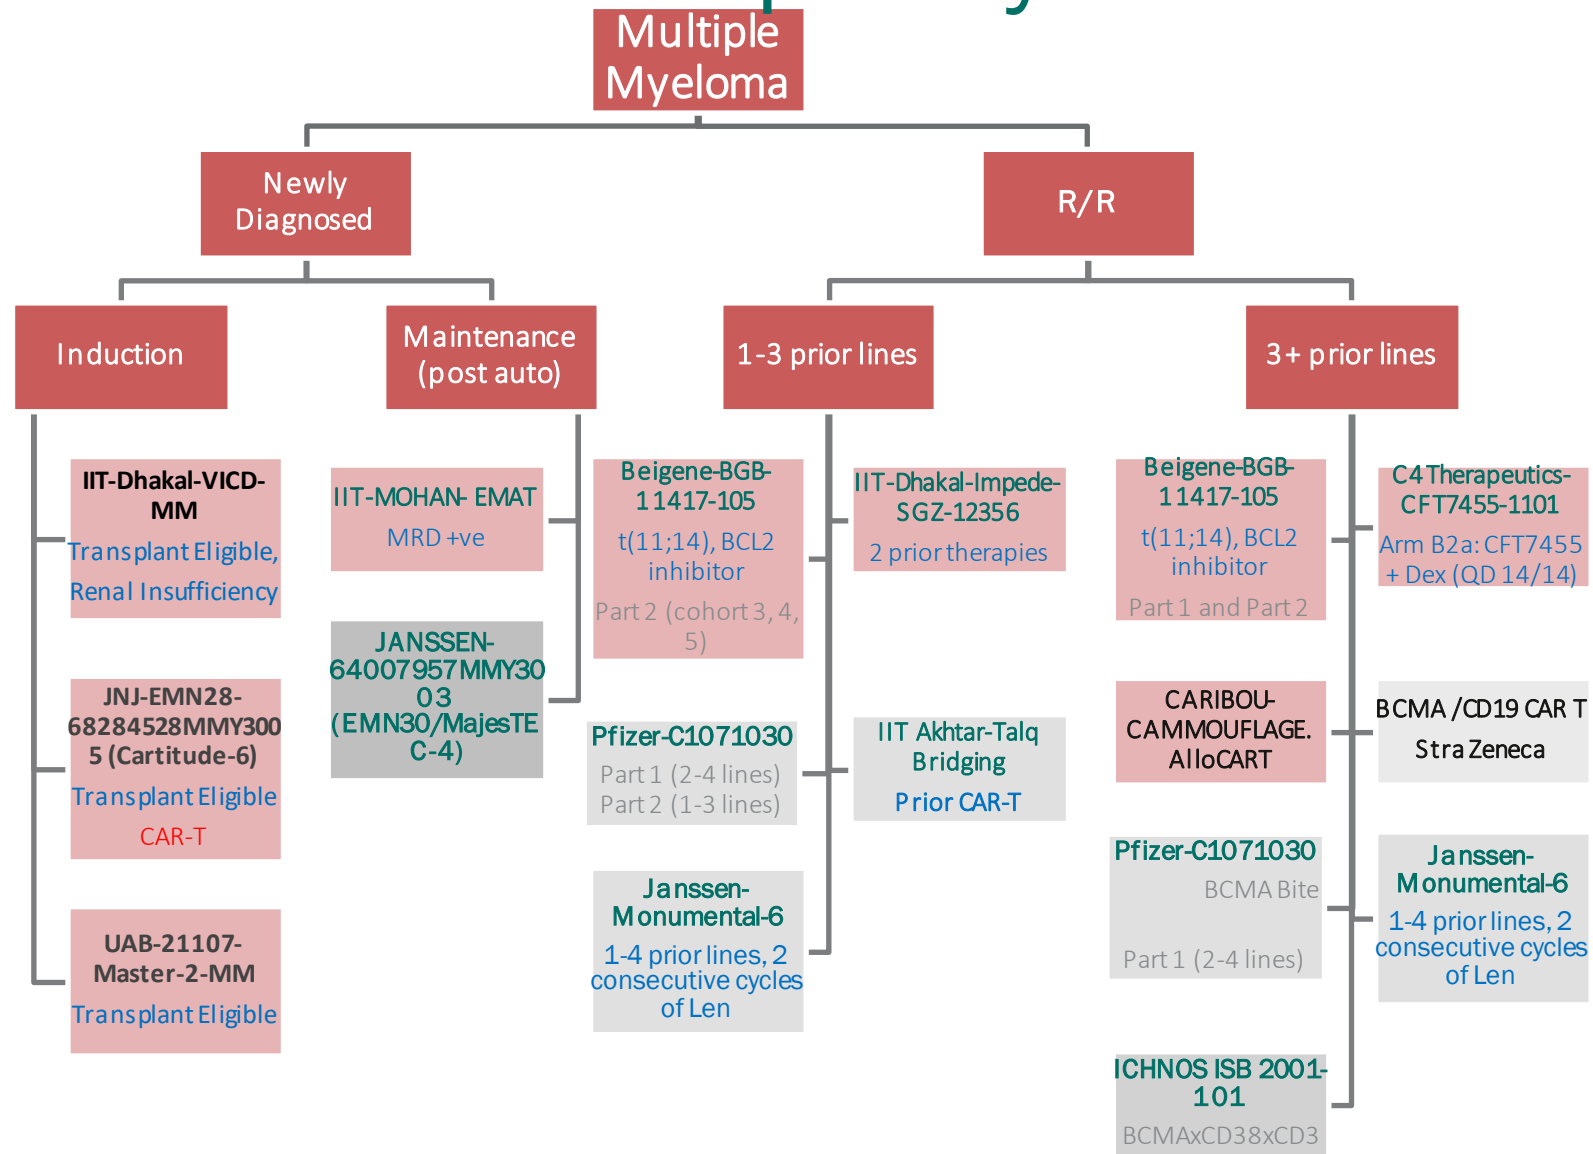 Multiple
Myeloma
Newly
Diagnosed
R/R
Induction
Maintenance
(post auto)
1-3 prior lines
3+ prior lines
IIT-Dhakal-VICD-
MM
Transplant Eligible,
Renal Insufficiency
JNJ-EMN28-
68284528MMY300
5 (Cartitude-6)
Transplant Eligible
CAR-T
UAB-21107-
Master-2-MM
Transplant Eligible
IIT-MOHAN- EMAT
MRD +ve
JANSSEN-
64007957MMY30
03
(EMN30/MajesTE
C-4)
Beigene-BGB-
11417-105
t(11;14), BCL2
inhibitor
Part 2 (cohort 3, 4,
5)
Pfizer-C1071030
Part 1 (2-4 lines)
Part 2 (1-3 lines)
Janssen-
Monumental-6
1-4 prior lines, 2
consecutive cycles
of Len
IIT-Dhakal-Impede-
SGZ-12356
2 prior therapies
IIT Akhtar-Talq
Bridging
Prior CAR-T
Beigene-BGB-
11417-105
t(11;14), BCL2
inhibitor
Part 1 and Part 2
CARIBOU-
CAMMOUFLAGE.
AlloCART
Pfizer-C1071030
BCMA Bite
Part 1 (2-4 lines)
ICHNOS ISB 2001-
101
BCMAxCD38xCD3
C4 Therapeutics-
CFT7455-1101
Arm B2a: CFT7455
+ Dex (QD 14/14)
BCMA /CD19 CAR T
Stra Zeneca
Janssen-
Monumental-6
1-4 prior lines, 2
consecutive cycles
of Len